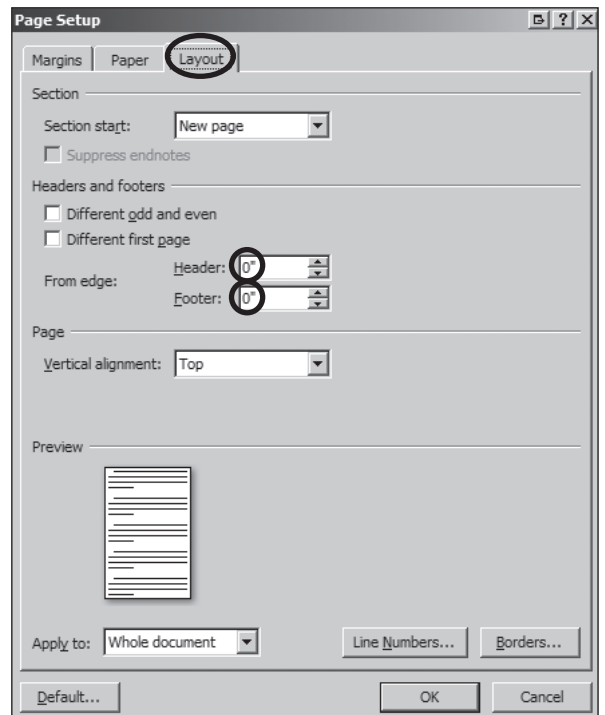 Page Setup
Margins Paper Layout
Section
Section start: New page
Suppress endnotes
Headers and footers
Different odd and even
Different first page
From edge: Header: 0"
Footer: 0"
Page
Vertical alignment: Top
Preview
Apply to: Whole document Line Numbers... Borders...
Default... OK Cancel